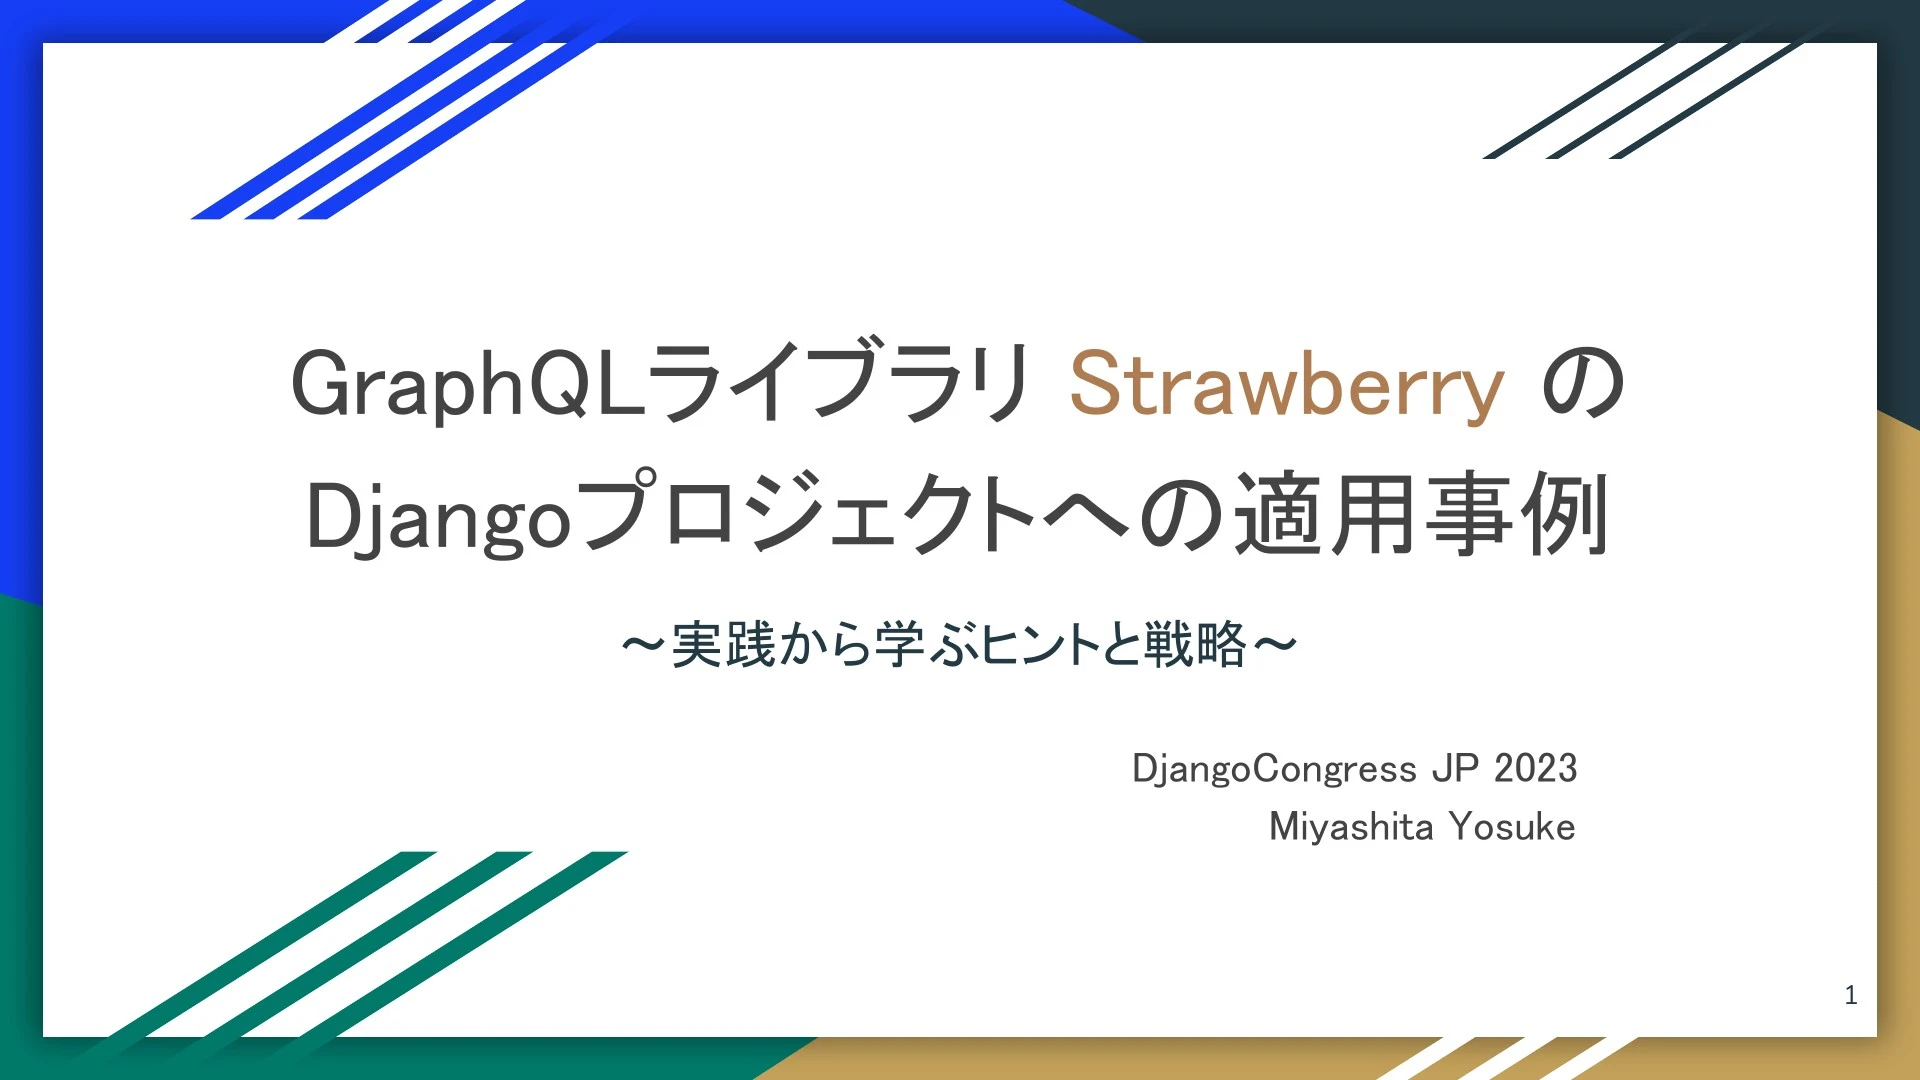 GraphQLライブラリ Strawberry の
Djangoプロジェクトへの適用事例
～実践から学ぶヒントと戦略～
DjangoCongress JP 2023
Miyashita Yosuke
1